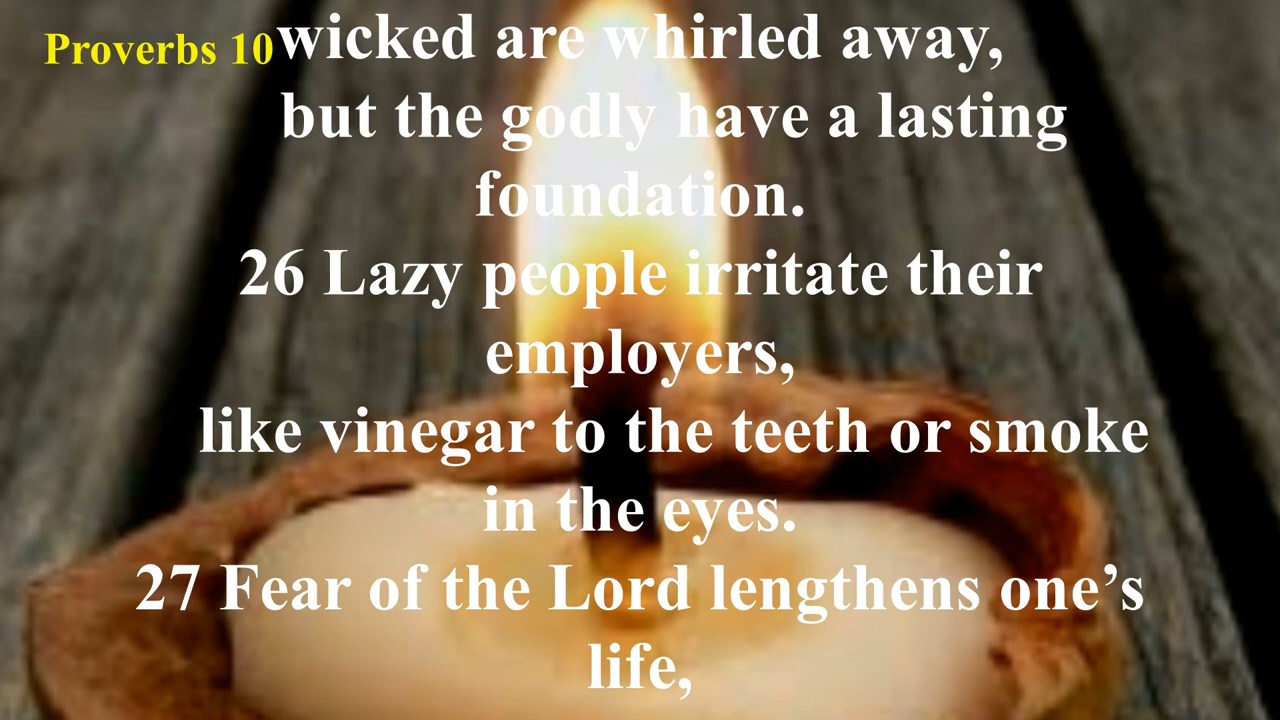 Proverbs 10
wicked are whirled away,
but the godly have a lasting
foundation.
26 Lazy people irritate their
employers,
like vinegar to the teeth or smoke
in the eyes.
27 Fear of the Lord lengthens one’s
life,